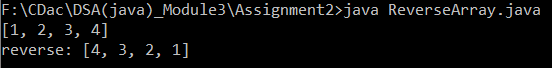 F:\CDac\DSA(java)_Module3\Assignment2>java ReverseArray.java
[1, 2, 3, 4]
reverse: [4, 3, 2, 1]